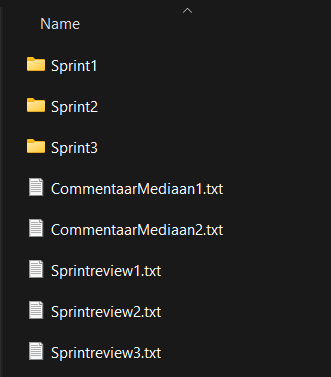 Name
Sprint1
Sprint2
Sprint3
CommentaarMediaan1.txt
CommentaarMediaan2.txt
Sprintreview1.txt
Sprintreview2.txt
Sprintreview3.txt